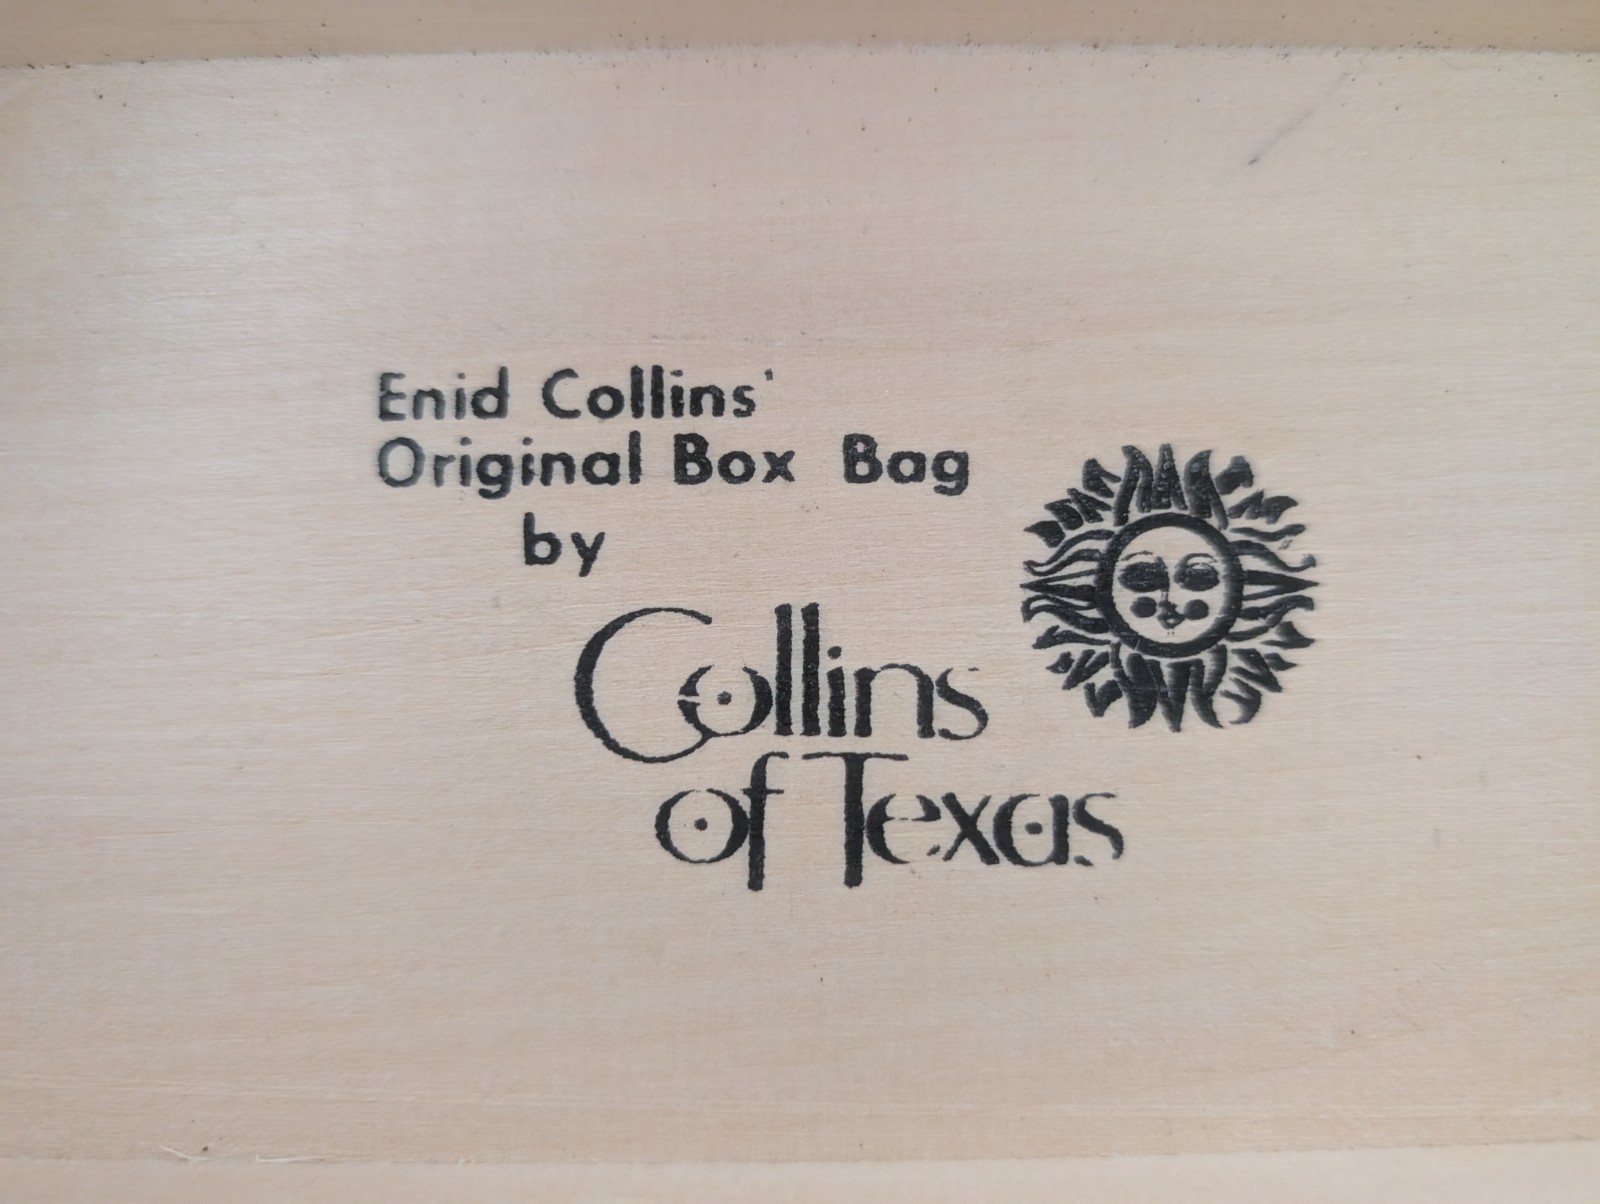 Enid Collins'
Original Box Bag
by
Collins
of Texas